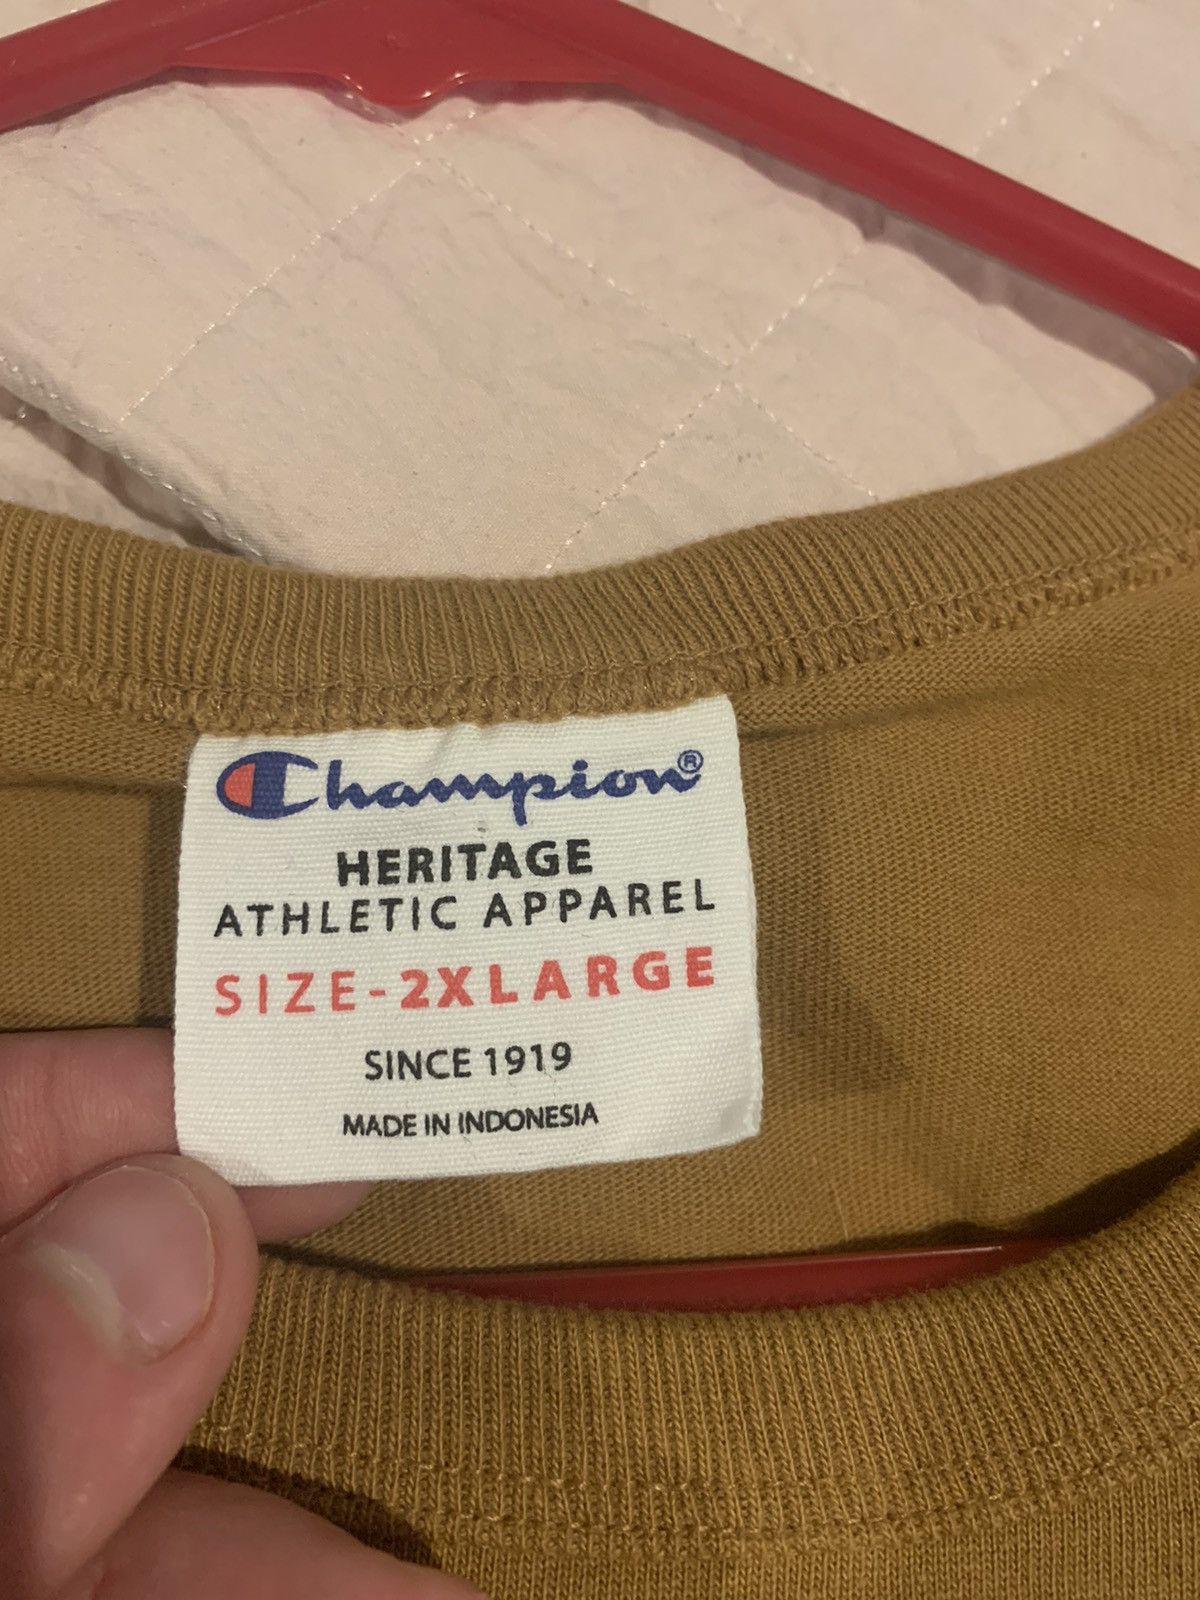 Champion®
HERITAGE
ATHLETIC APPAREL
SIZE-2XLARGE
SINCE 1919
MADE IN INDONESIA